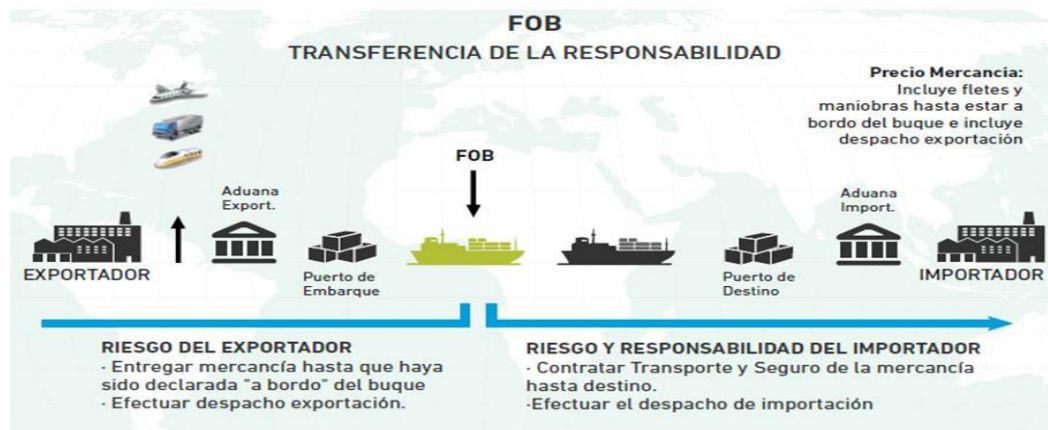 FOB
TRANSFERENCIA DE LA RESPONSABILIDAD
Precio Mercancía:
Incluye fletes y
maniobras hasta estar a
bordo del buque e incluye
despacho exportación
FOB
Aduana
Export.
Aduana
Import.
EXPORTADOR
Puerto de
Embarque
Puerto de
Destino
IMPORTADOR
RIESGO DEL EXPORTADOR
· Entregar mercancía hasta que haya
sido declarada "a bordo" del buque
· Efectuar despacho exportación.
RIESGO Y RESPONSABILIDAD DEL IMPORTADOR
· Contratar Transporte y Seguro de la mercancía
hasta destino.
·Efectuar el despacho de importación